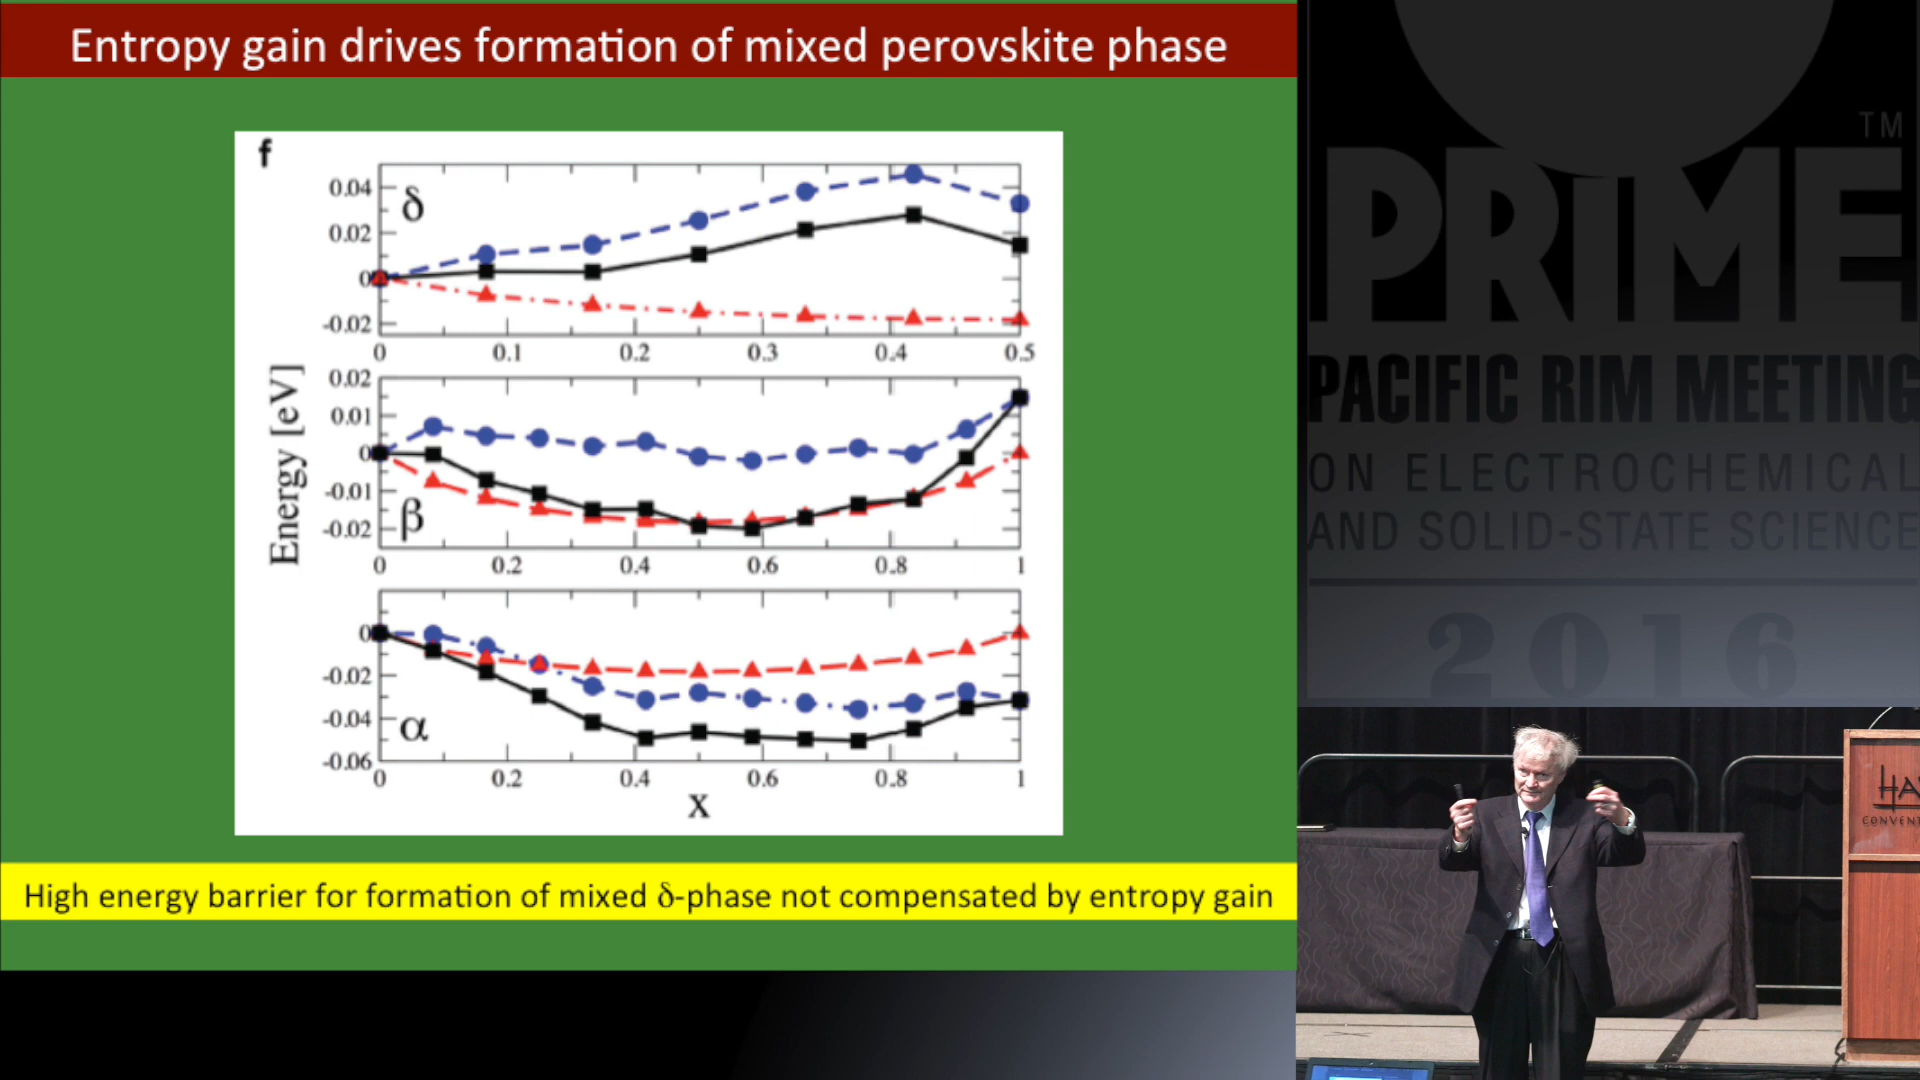 Entropy gain drives formation of mixed perovskite phase
f
Energy [eV]
0.04
0.02
0
-0.02
δ
0 0.1 0.2 0.3 0.4 0.5
0.02
0.01
0
-0.01
-0.02
β
0 0.2 0.4 0.6 0.8 1
0
-0.02
-0.04
-0.06
α
0 0.2 0.4 0.6 0.8 1
x
High energy barrier for formation of mixed δ-phase not compensated by entropy gain
TM
PRiME
PACIFIC RIM MEETING
ON ELECTROCHEMICAL
AND SOLID-STATE SCIENCE
2016
HA
CONVENT